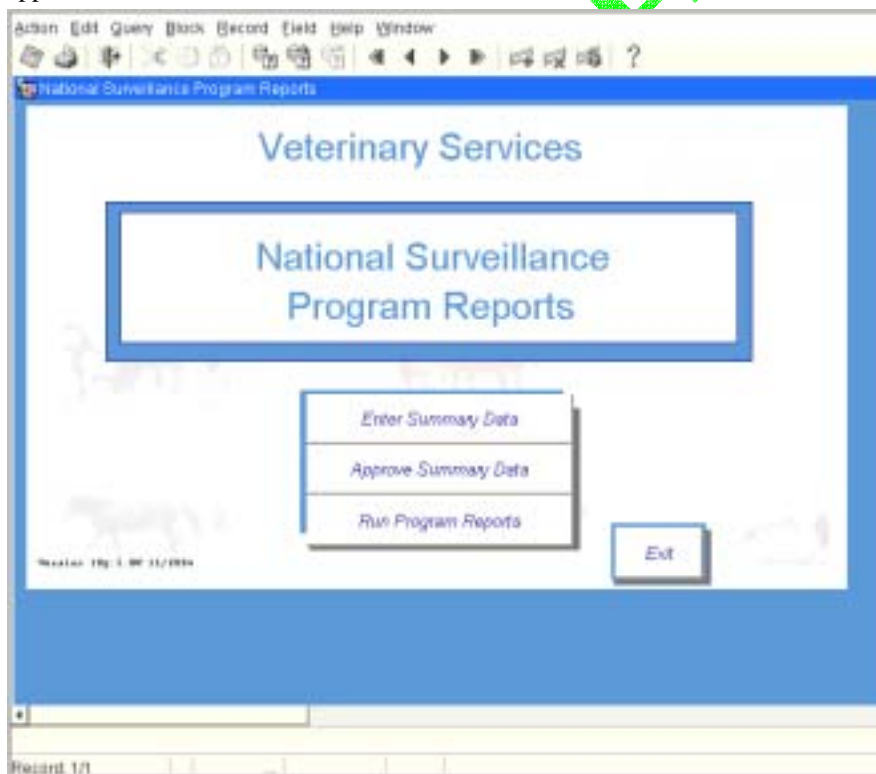 Action Edit Query Block Record Field Help Window
?
National Surveillance Program Reports
Veterinary Services
National Surveillance
Program Reports
Enter Summary Data
Approve Summary Data
Run Program Reports
Exit
Record: 1/1